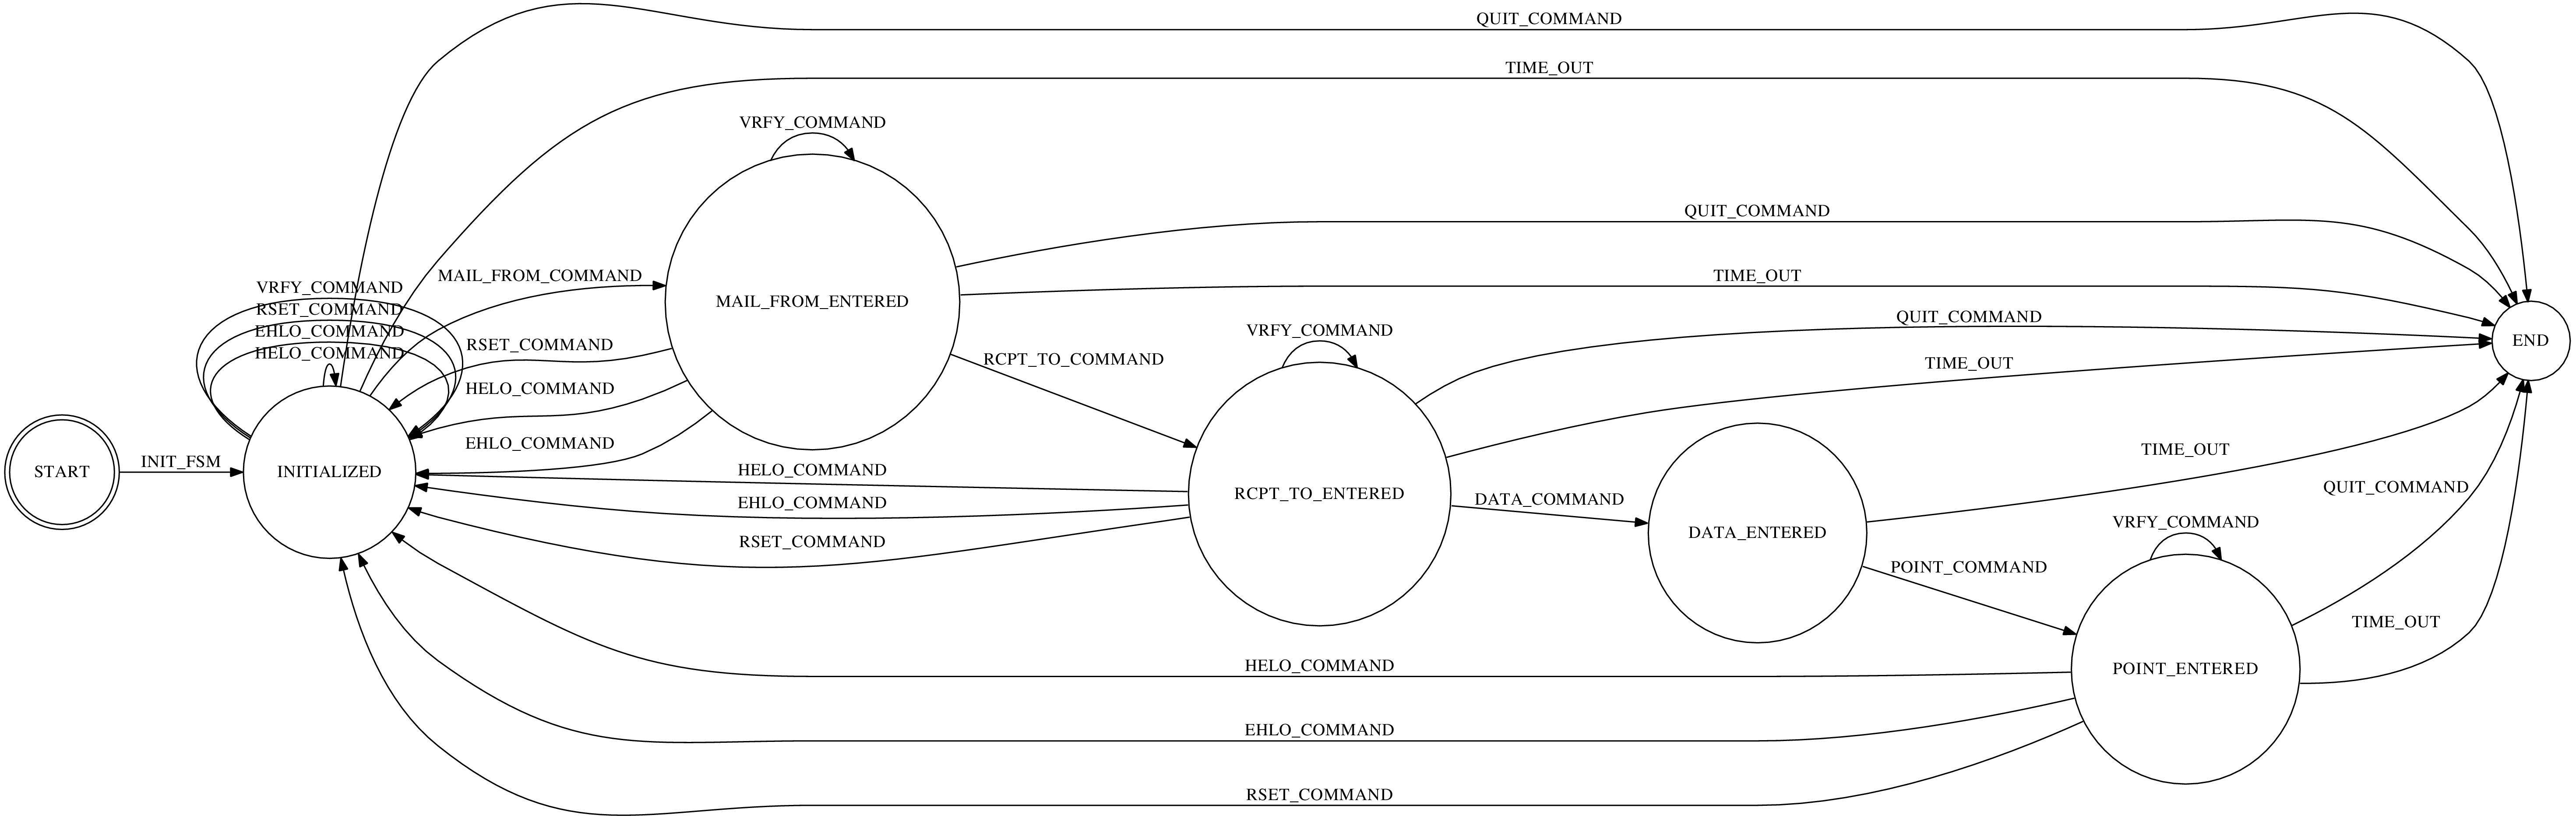 QUIT_COMMAND
TIME_OUT
VRFY_COMMAND
QUIT_COMMAND
MAIL_FROM_COMMAND
TIME_OUT
VRFY_COMMAND
MAIL_FROM_ENTERED
RSET_COMMAND
QUIT_COMMAND
EHLO_COMMAND
VRFY_COMMAND
RSET_COMMAND
END
HELO_COMMAND
RCPT_TO_COMMAND
TIME_OUT
HELO_COMMAND
EHLO_COMMAND
INIT_FSM
START
INITIALIZED
HELO_COMMAND
TIME_OUT
RCPT_TO_ENTERED
DATA_COMMAND
QUIT_COMMAND
EHLO_COMMAND
VRFY_COMMAND
DATA_ENTERED
RSET_COMMAND
POINT_COMMAND
TIME_OUT
HELO_COMMAND
POINT_ENTERED
EHLO_COMMAND
RSET_COMMAND